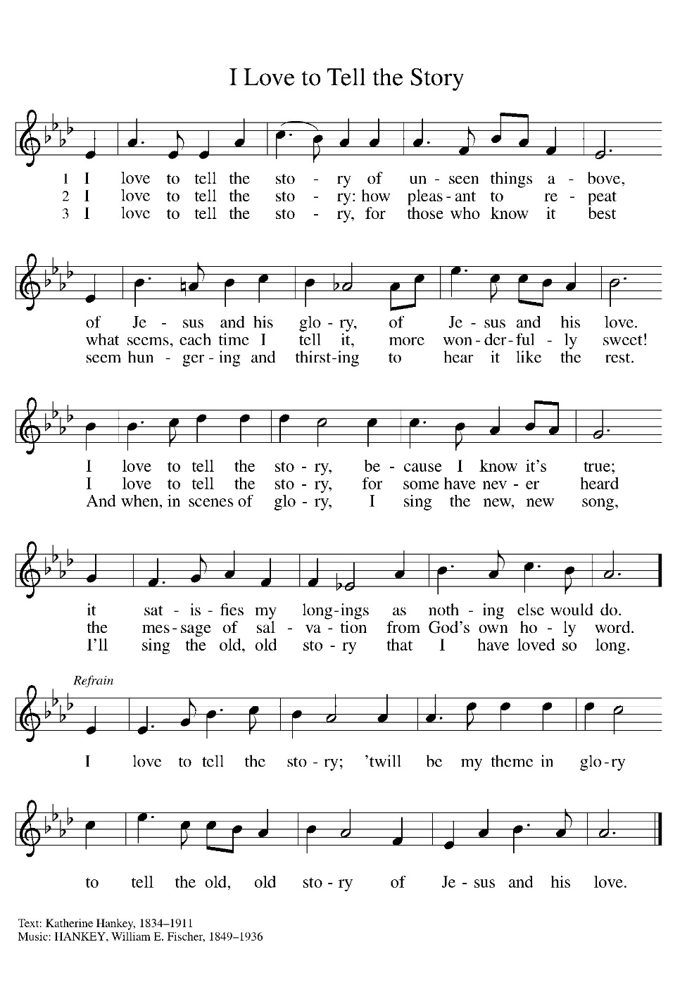 I Love to Tell the Story
1 I love to tell the sto - ry of un - seen things a - bove,
2 I love to tell the sto - ry: how pleas - ant to re - peat
3 I love to tell the sto - ry, for those who know it best
of Je - sus and his glo - ry, of Je - sus and his love.
what seems, each time I tell it, more won - der - ful - ly sweet!
seem hun - ger - ing and thirst - ing to hear it like the rest.
I love to tell the sto - ry, be - cause I know it's true;
I love to tell the sto - ry, for some have nev - er heard
And when, in scenes of glo - ry, I sing the new, new song,
it sat - is - fies my long - ings as noth - ing else would do.
the mes - sage of sal - va - tion from God's own ho - ly word.
I'll sing the old, old sto - ry that I have loved so long.
Refrain
I love to tell the sto - ry; 'twill be my theme in glo - ry
to tell the old, old sto - ry of Je - sus and his love.
Text: Katherine Hankey, 1834–1911
Music: HANKEY, William E. Fischer, 1849–1936